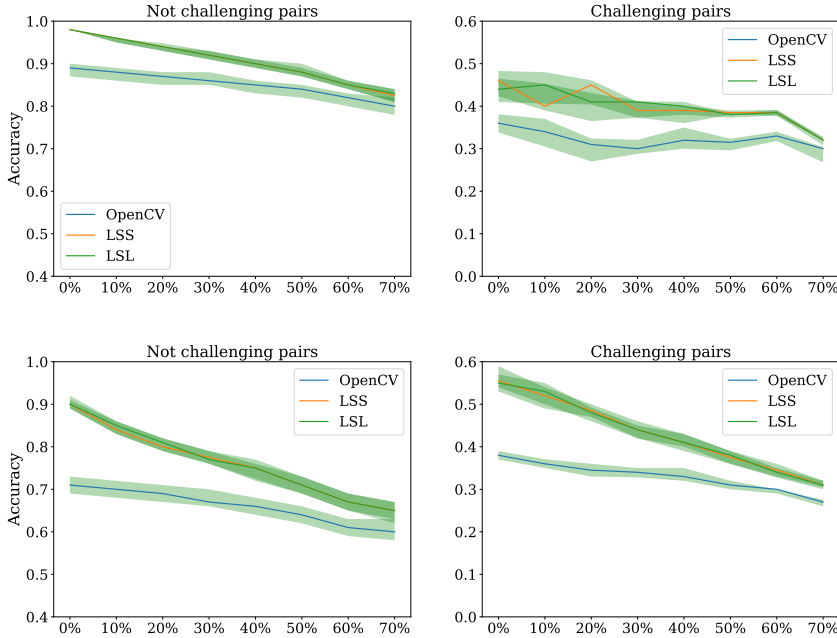 Not challenging pairs
Challenging pairs
1.0
0.9
0.8
0.7
0.6
0.5
0.4
Accuracy
OpenCV
LSS
LSL
0% 10% 20% 30% 40% 50% 60% 70%
0.6
0.5
0.4
0.3
0.2
0.1
0.0
OpenCV
LSS
LSL
0% 10% 20% 30% 40% 50% 60% 70%
Not challenging pairs
Challenging pairs
1.0
0.9
0.8
0.7
0.6
0.5
0.4
Accuracy
OpenCV
LSS
LSL
0% 10% 20% 30% 40% 50% 60% 70%
0.6
0.5
0.4
0.3
0.2
0.1
0.0
OpenCV
LSS
LSL
0% 10% 20% 30% 40% 50% 60% 70%